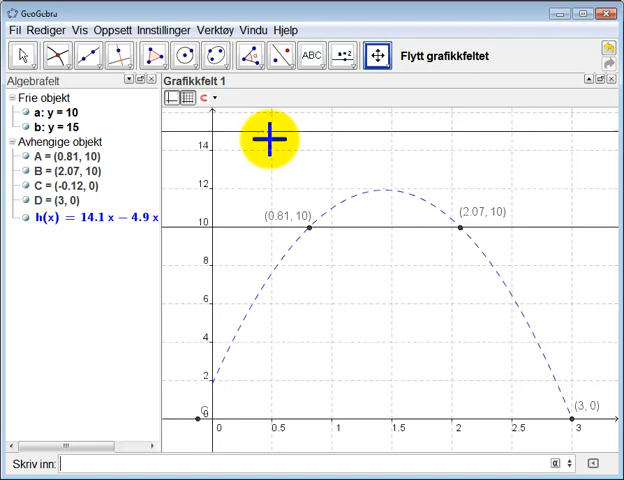 GeoGebra
Fil Rediger Vis Oppsett Innstillinger Verktøy Vindu Hjelp
ABC
a=2
Flytt grafikkfeltet
Algebrafelt
Grafikkfelt 1
Frie objekt
a: y = 10
b: y = 15
Avhengige objekt
A = (0.81, 10)
B = (2.07, 10)
C = (-0.12, 0)
D = (3, 0)
h(x) = 14.1 x − 4.9 x
14
12
10
8
6
4
2
0
(0.81, 10)
(2.07, 10)
C
(3, 0)
0 0.5 1 1.5 2 2.5 3
Skriv inn:
α